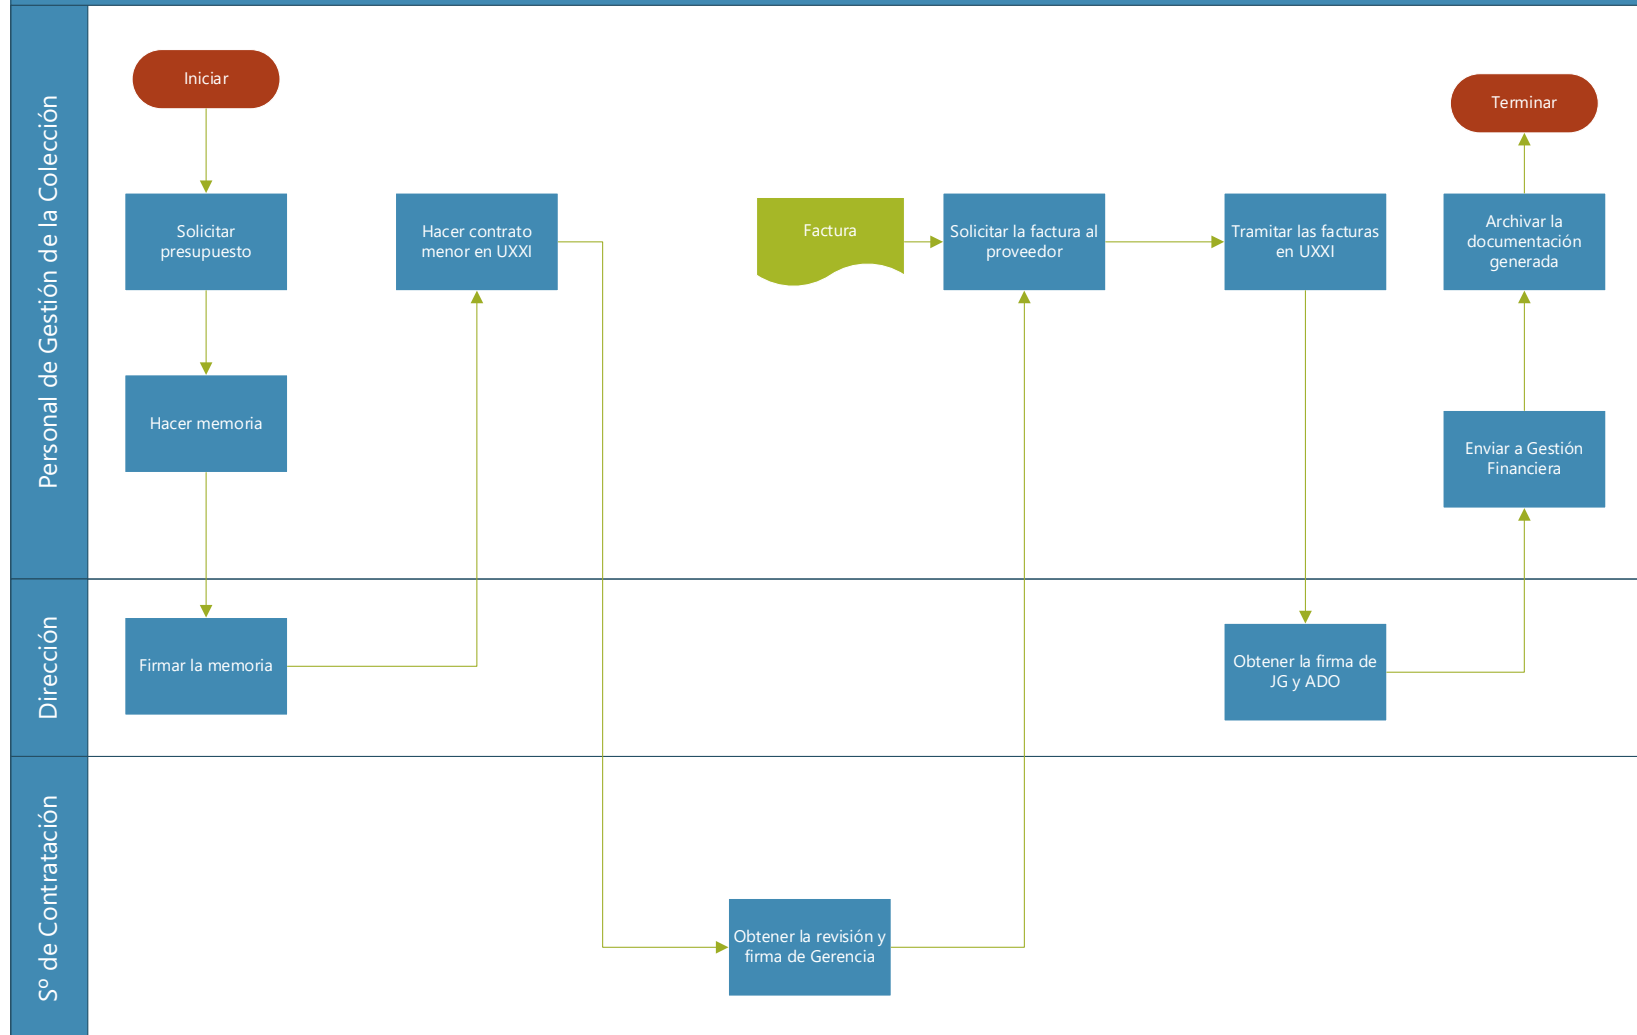 Personal de Gestión de la Colección
Iniciar
Solicitar
presupuesto
Hacer memoria
Hacer contrato
menor en UXXI
Factura
Solicitar la factura al
proveedor
Tramitar las facturas
en UXXI
Terminar
Archivar la
documentación
generada
Enviar a Gestión
Financiera
Dirección
Firmar la memoria
Obtener la firma de
JG y ADO
Sº de Contratación
Obtener la revisión y
firma de Gerencia